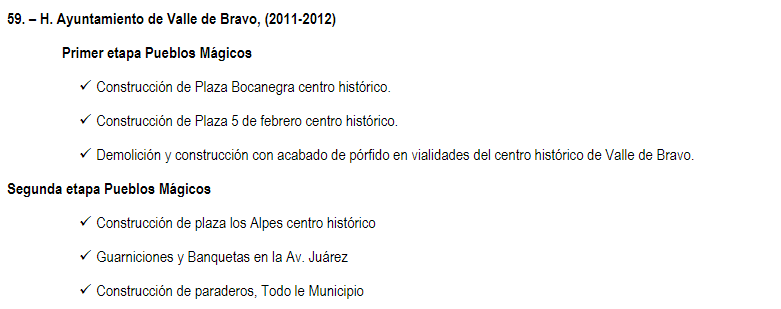 59. – H. Ayuntamiento de Valle de Bravo, (2011-2012)
Primer etapa Pueblos Mágicos
✓ Construcción de Plaza Bocanegra centro histórico.
✓ Construcción de Plaza 5 de febrero centro histórico.
✓ Demolición y construcción con acabado de pórfido en vialidades del centro histórico de Valle de Bravo.
Segunda etapa Pueblos Mágicos
✓ Construcción de plaza los Alpes centro histórico
✓ Guarniciones y Banquetas en la Av. Juárez
✓ Construcción de paraderos, Todo le Municipio